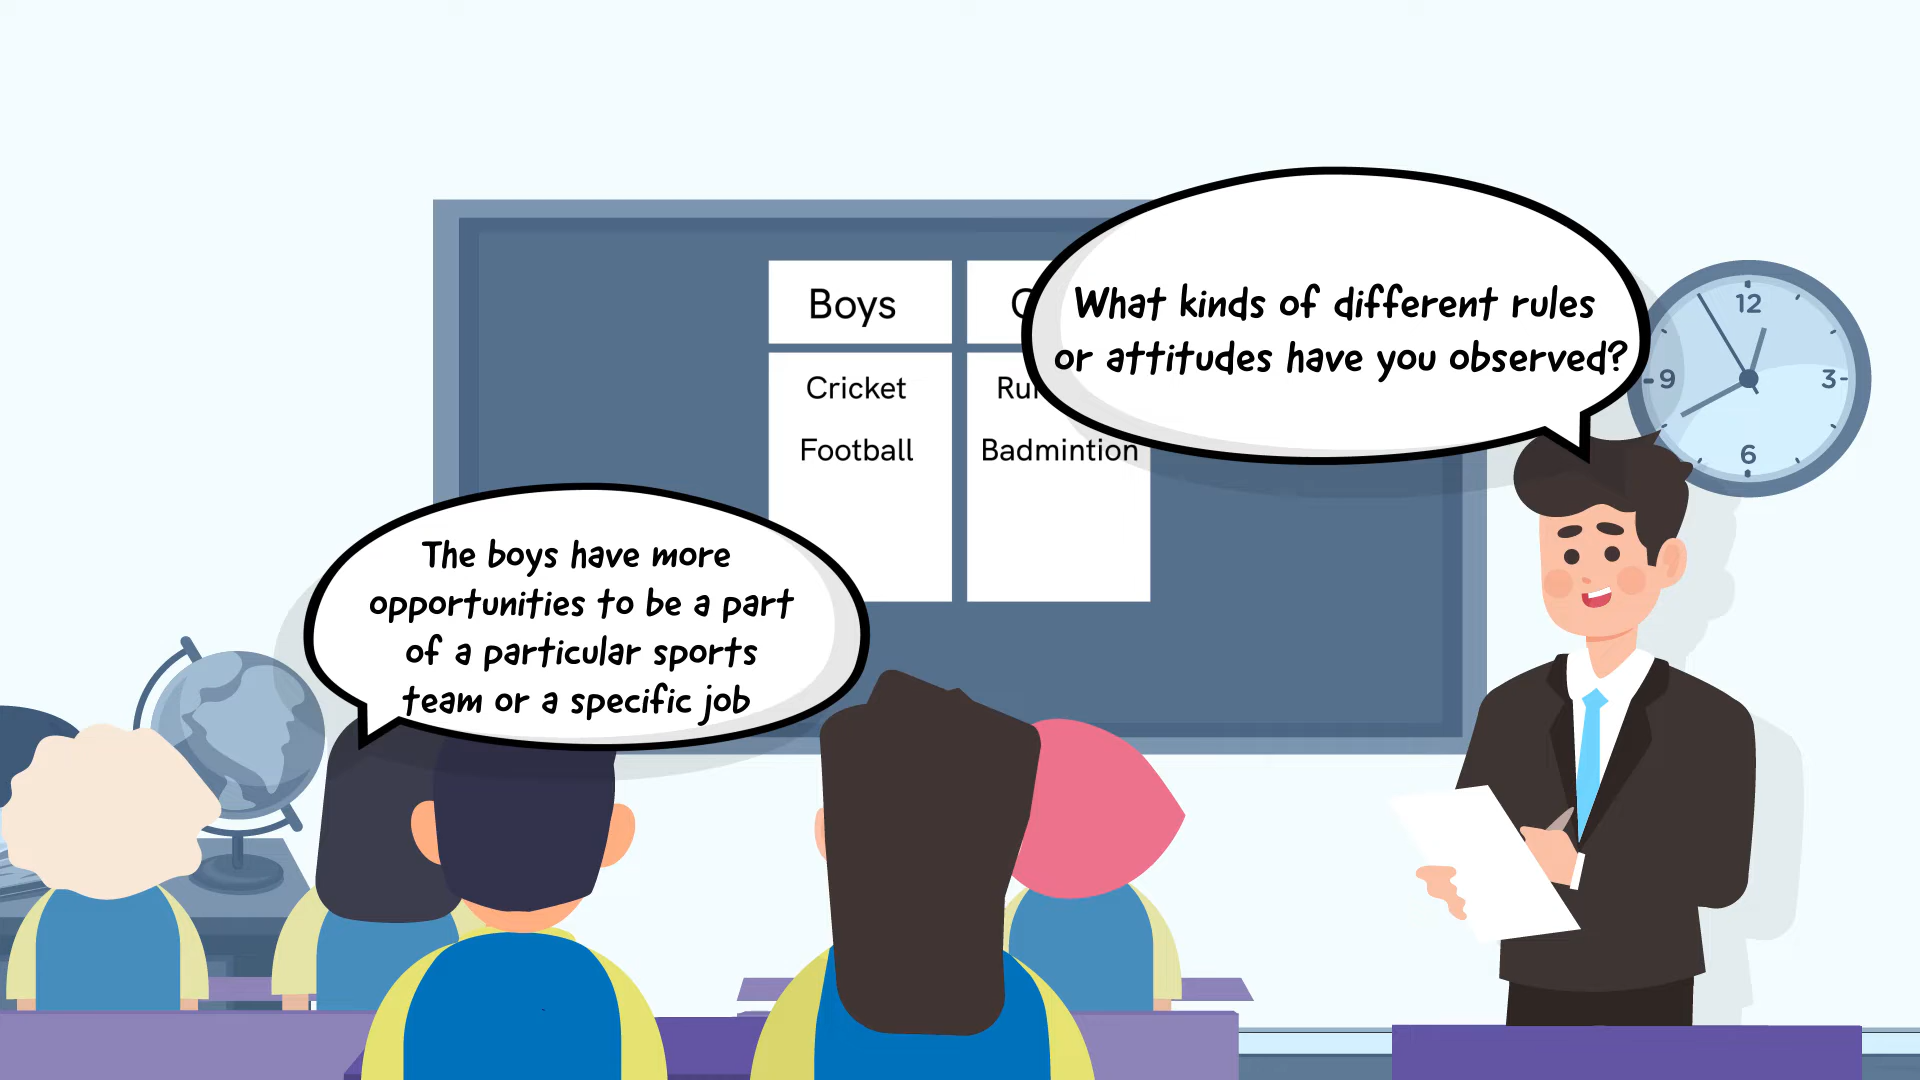 What kinds of different rules
or attitudes have you observed?
Boys
Cricket
Football
Badmintion
The boys have more
opportunities to be a part
of a particular sports
team or a specific job
12
3
6
9